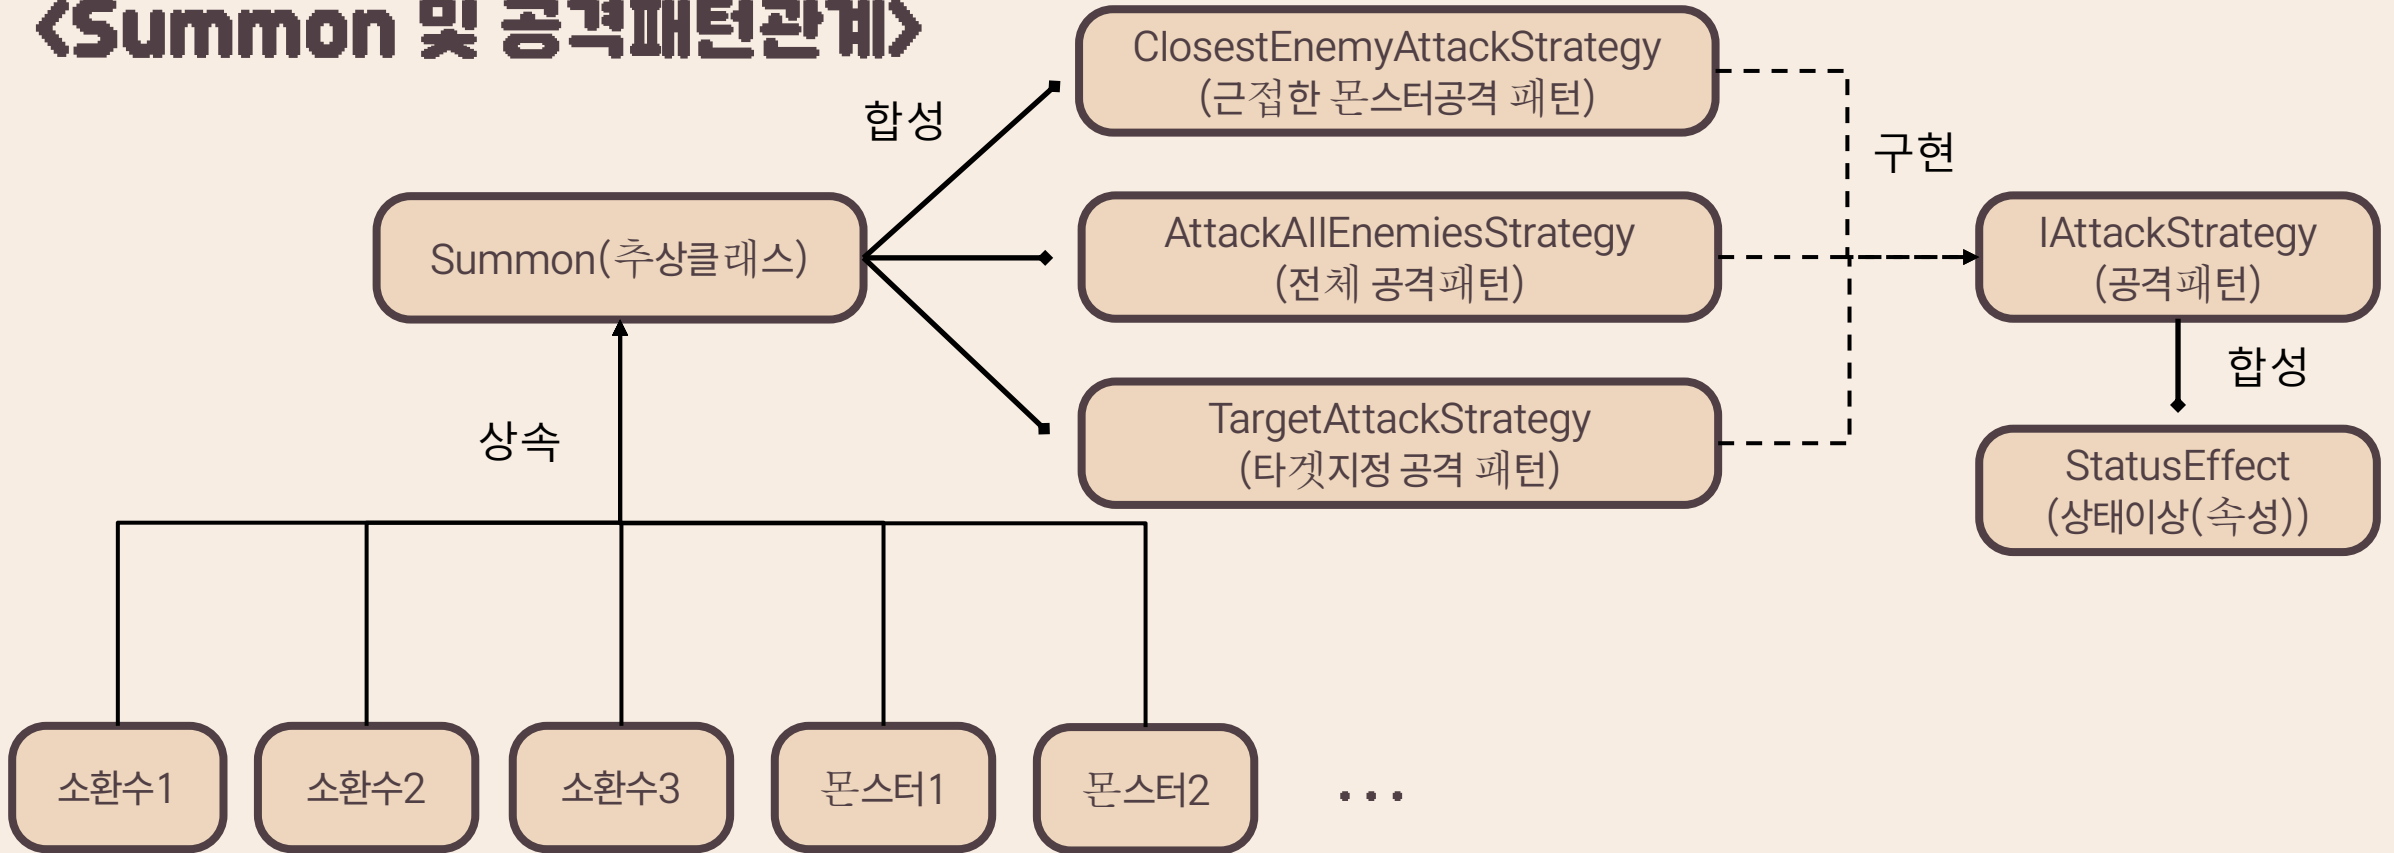 <Summon 및 공격패턴관계>
ClosestEnemyAttackStrategy
(근접한 몬스터공격 패턴)
합성
구현
Summon(추상클래스)
AttackAllEnemiesStrategy
(전체 공격패턴)
IAttackStrategy
(공격패턴)
합성
TargetAttackStrategy
(타겟지정 공격 패턴)
상속
StatusEffect
(상태이상(속성))
소환수1
소환수2
소환수3
몬스터1
몬스터2
...